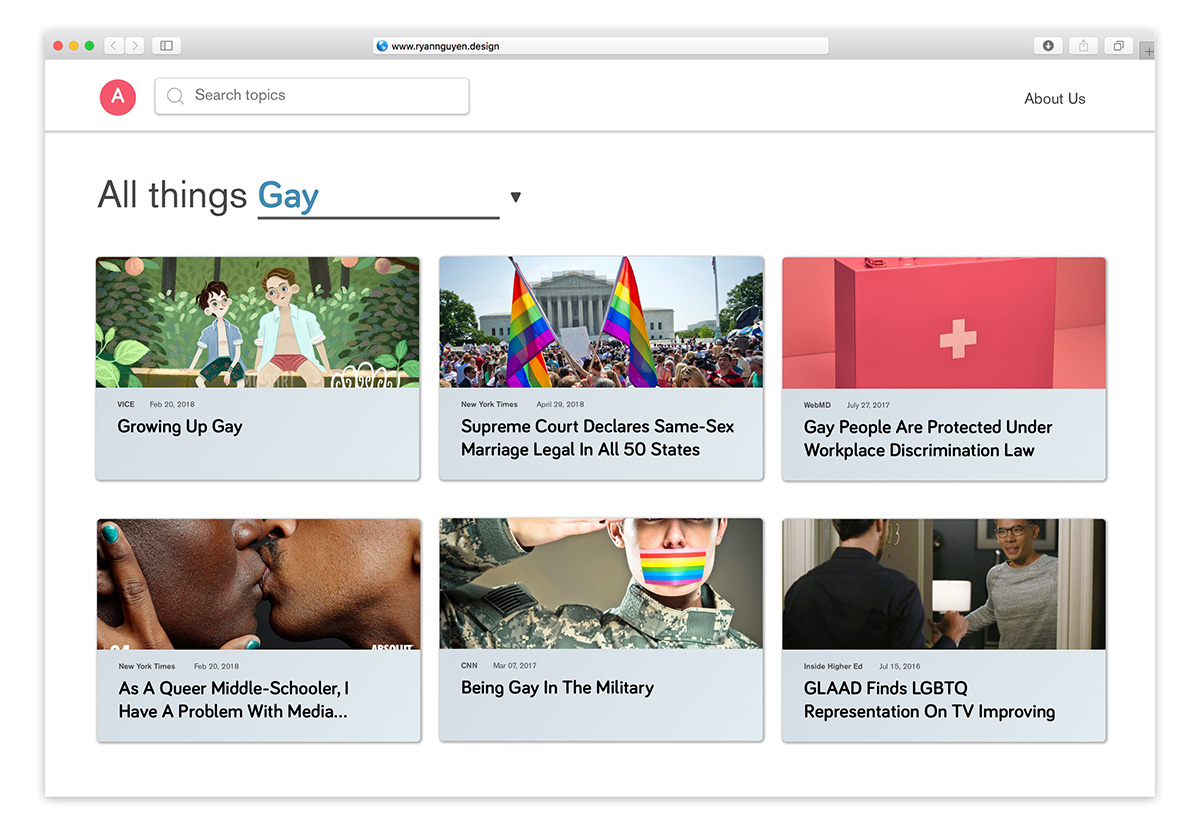 www.ryannguyen.design
A
Search topics
About Us
All things Gay
VICE Feb 20, 2018
Growing Up Gay
New York Times April 29, 2018
Supreme Court Declares Same-Sex
Marriage Legal In All 50 States
WebMD July 27, 2017
Gay People Are Protected Under
Workplace Discrimination Law
ABSOLUT
New York Times Feb 20, 2018
As A Queer Middle-Schooler, I
Have A Problem With Media...
CNN Mar 07, 2017
Being Gay In The Military
3
Inside Higher Ed Jul 15, 2016
GLAAD Finds LGBTQ
Representation On TV Improving